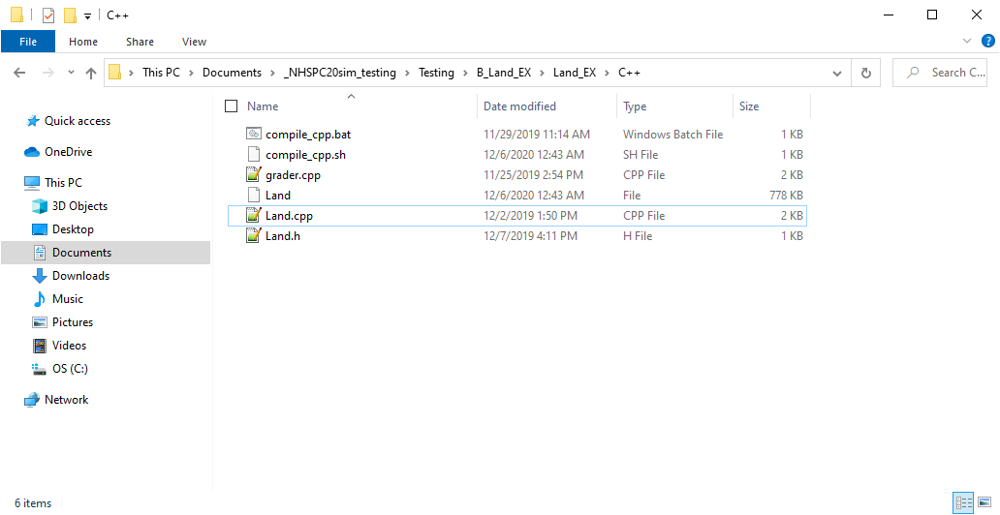 C++
File Home Share View
This PC Documents _NHSPC20sim_testing Testing B_Land_EX Land_EX C++ Search C...
Name Date modified Type Size
Quick access
OneDrive
This PC
3D Objects
Desktop
Documents
Downloads
Music
Pictures
Videos
OS (C:)
Network
compile_cpp.bat 11/29/2019 11:14 AM Windows Batch File 1 KB
compile_cpp.sh 12/6/2020 12:43 AM SH File 1 KB
grader.cpp 11/25/2019 2:54 PM CPP File 2 KB
Land 12/6/2020 12:43 AM File 778 KB
Land.cpp 12/2/2019 1:50 PM CPP File 2 KB
Land.h 12/7/2019 4:11 PM H File 1 KB
6 items